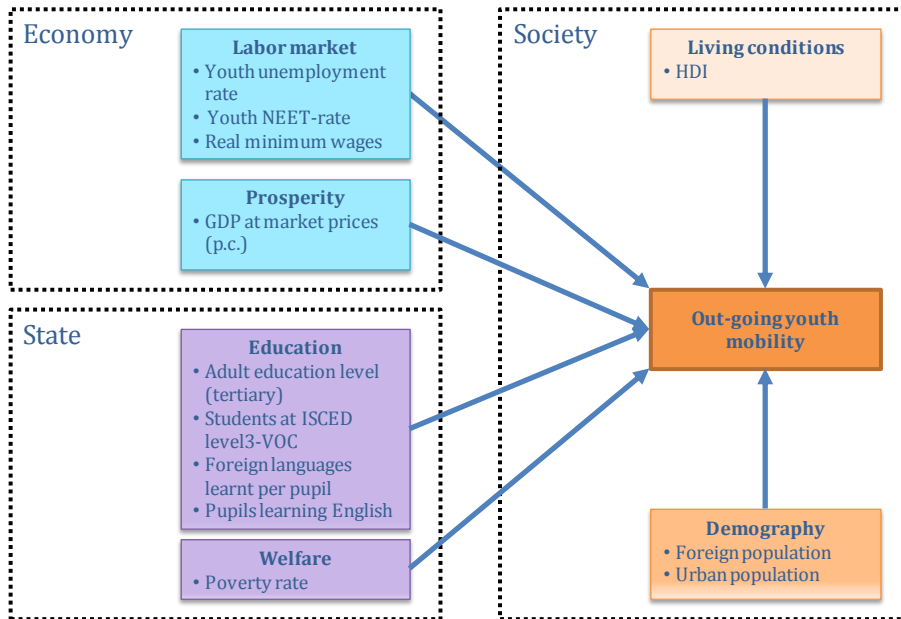 Economy
Labor market
• Youth unemployment
rate
• Youth NEET-rate
• Real minimum wages
Prosperity
• GDP at market prices
(p.c.)
State
Education
• Adult education level
(tertiary)
• Students at ISCED
level3-VOC
• Foreign languages
learnt per pupil
• Pupils learning English
Welfare
• Poverty rate
Society
Living conditions
• HDI
Out-going youth
mobility
Demography
• Foreign population
• Urban population